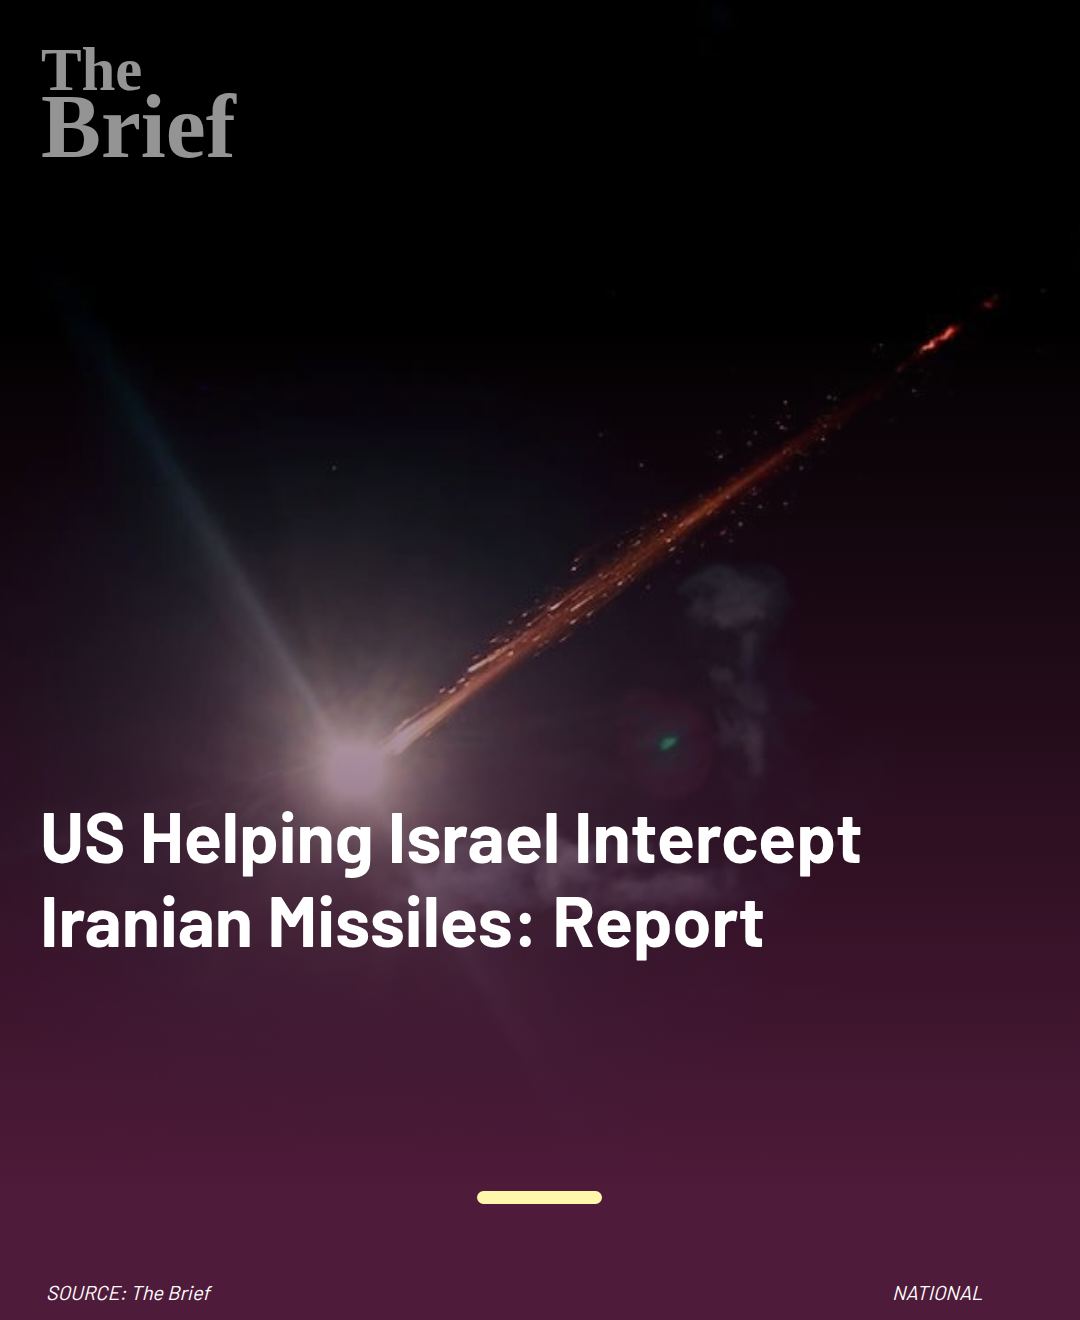 The
Brief
US Helping Israel Intercept
Iranian Missiles: Report
SOURCE: The Brief
NATIONAL